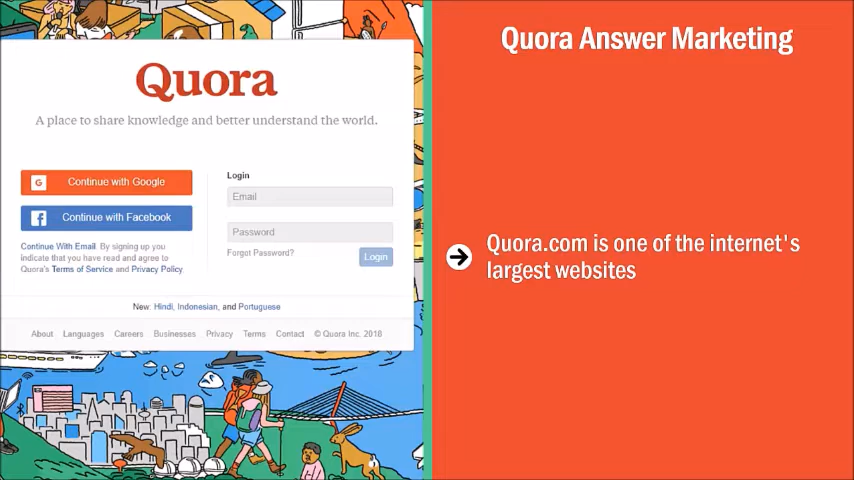 Quora
A place to share knowledge and better understand the world.
G Continue with Google
f Continue with Facebook
Continue With Email. By signing up you
indicate that you have read and agree to
Quora's Terms of Service and Privacy Policy.
Login
Email
Password
Forgot Password?
Login
New: Hindi, Indonesian, and Portuguese
About Languages Careers Businesses Privacy Terms Contact © Quora Inc. 2018
Quora Answer Marketing
Quora.com is one of the internet's
largest websites